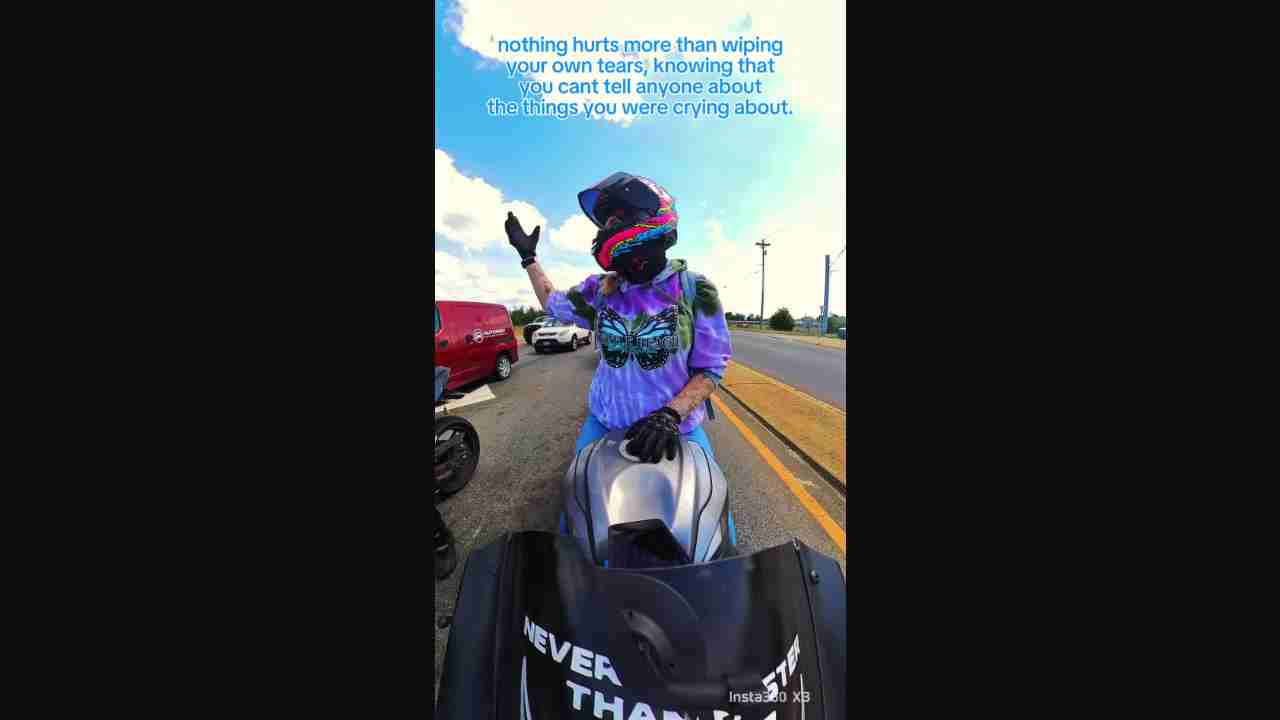 nothing hurts more than wiping
your own tears, knowing that
you cant tell anyone about
the things you were crying about.
NEVER
THAN
Insta360 X3